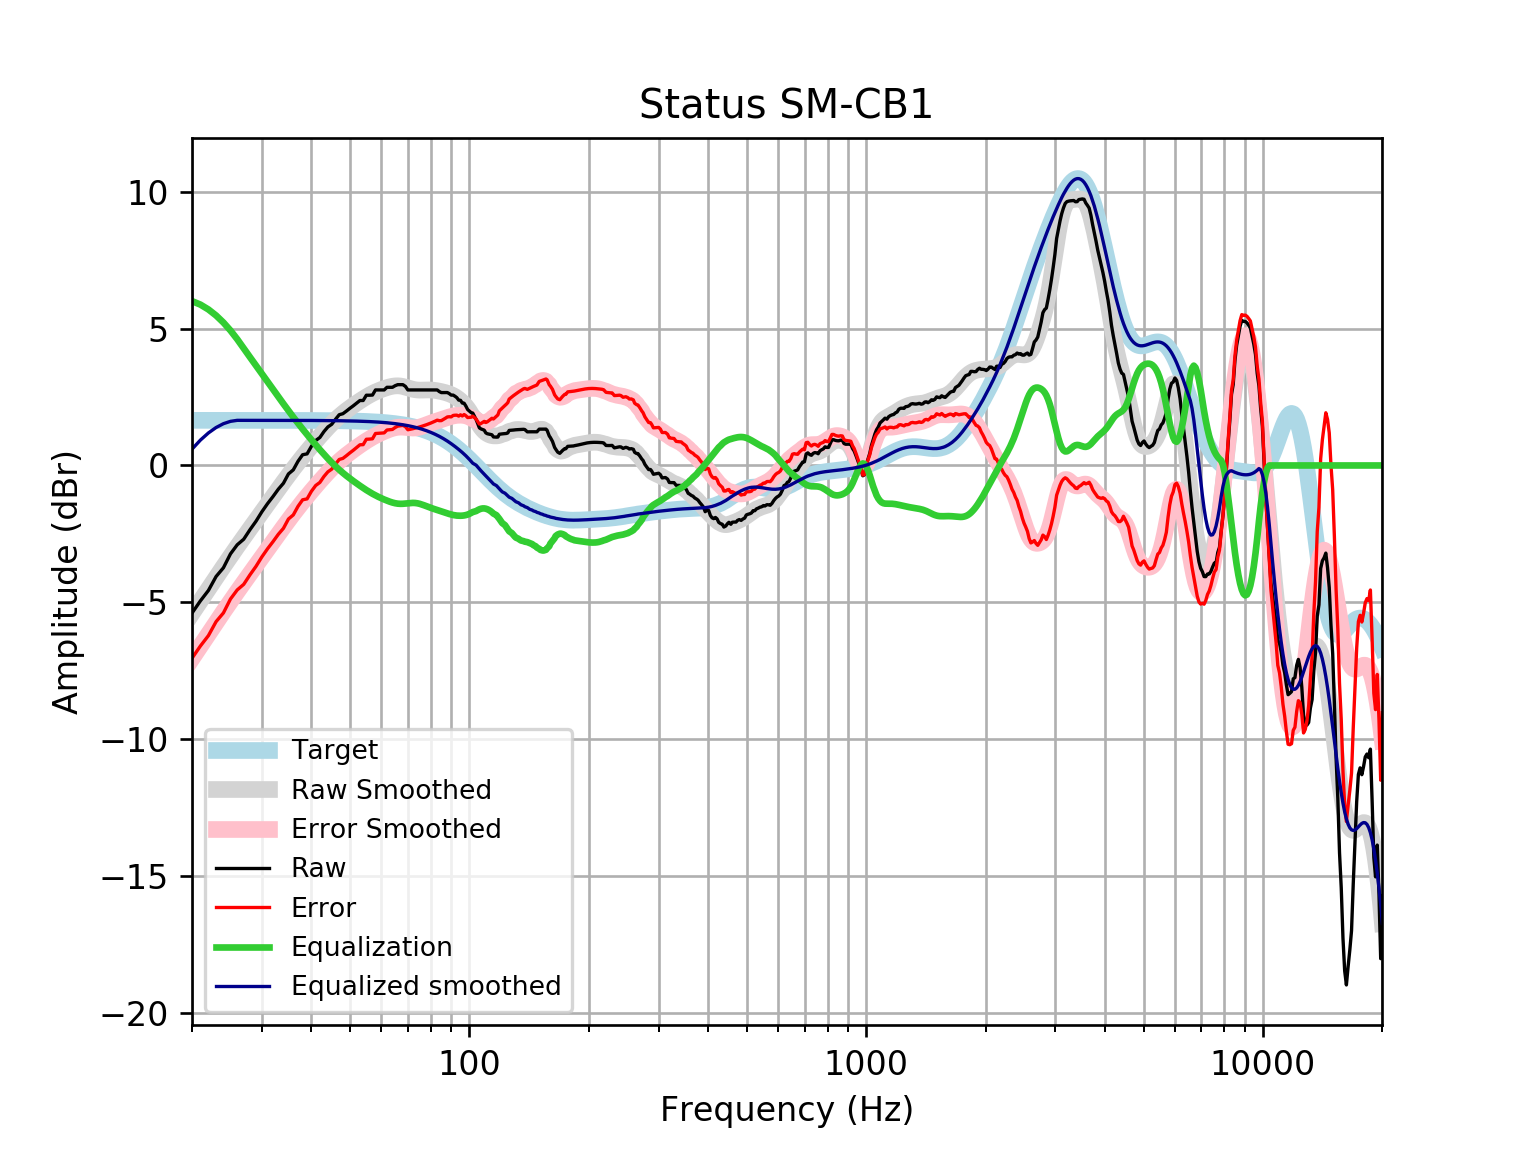 Status SM-CB1
Amplitude (dBr)
10
5
0
−5
−10
−15
−20
Target
Raw Smoothed
Error Smoothed
Raw
Error
Equalization
Equalized smoothed
100
1000
10000
Frequency (Hz)